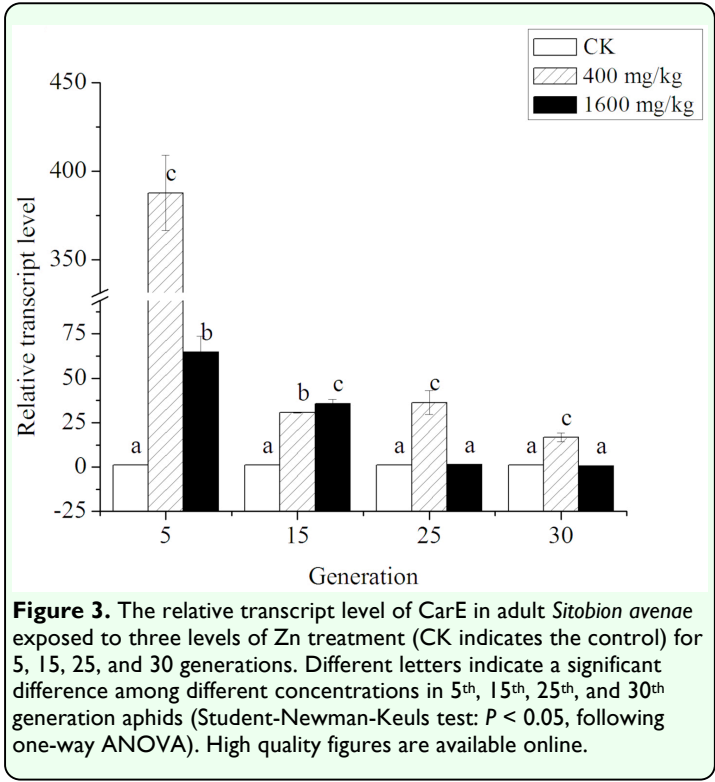 CK
400 mg/kg
1600 mg/kg
450
400
350
75
50
25
0
-25
Relative transcript level
a c b
a b c
a c a
a c a
5 15 25 30
Generation
Figure 3. The relative transcript level of CarE in adult Sitobion avenae
exposed to three levels of Zn treatment (CK indicates the control) for
5, 15, 25, and 30 generations. Different letters indicate a significant
difference among different concentrations in 5th, 15th, 25th, and 30th
generation aphids (Student-Newman-Keuls test: P < 0.05, following
one-way ANOVA). High quality figures are available online.